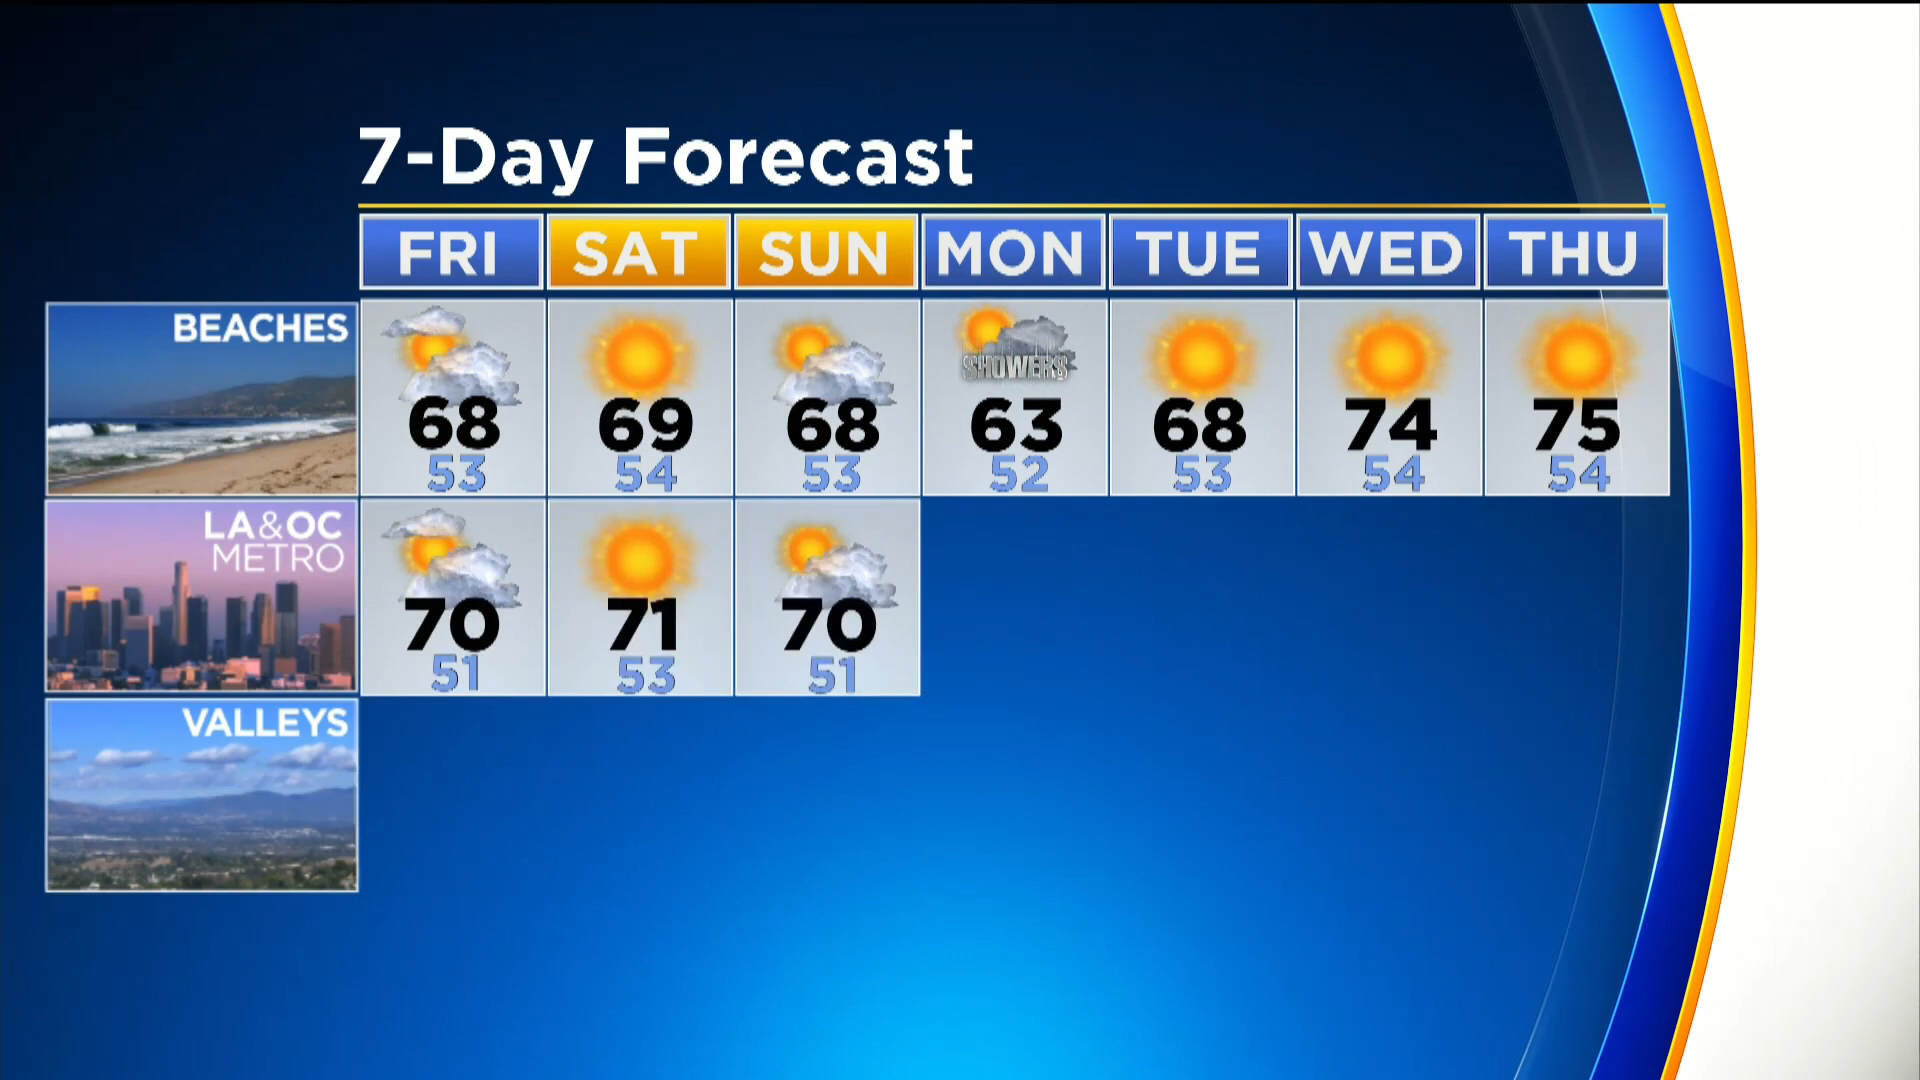 7-Day Forecast
FRI SAT SUN MON TUE WED THU
BEACHES
SHOWERS
68 69 68 63 68 74 75
53 54 53 52 53 54 54
LA&OC
METRO
70 71 70
51 53 51
VALLEYS